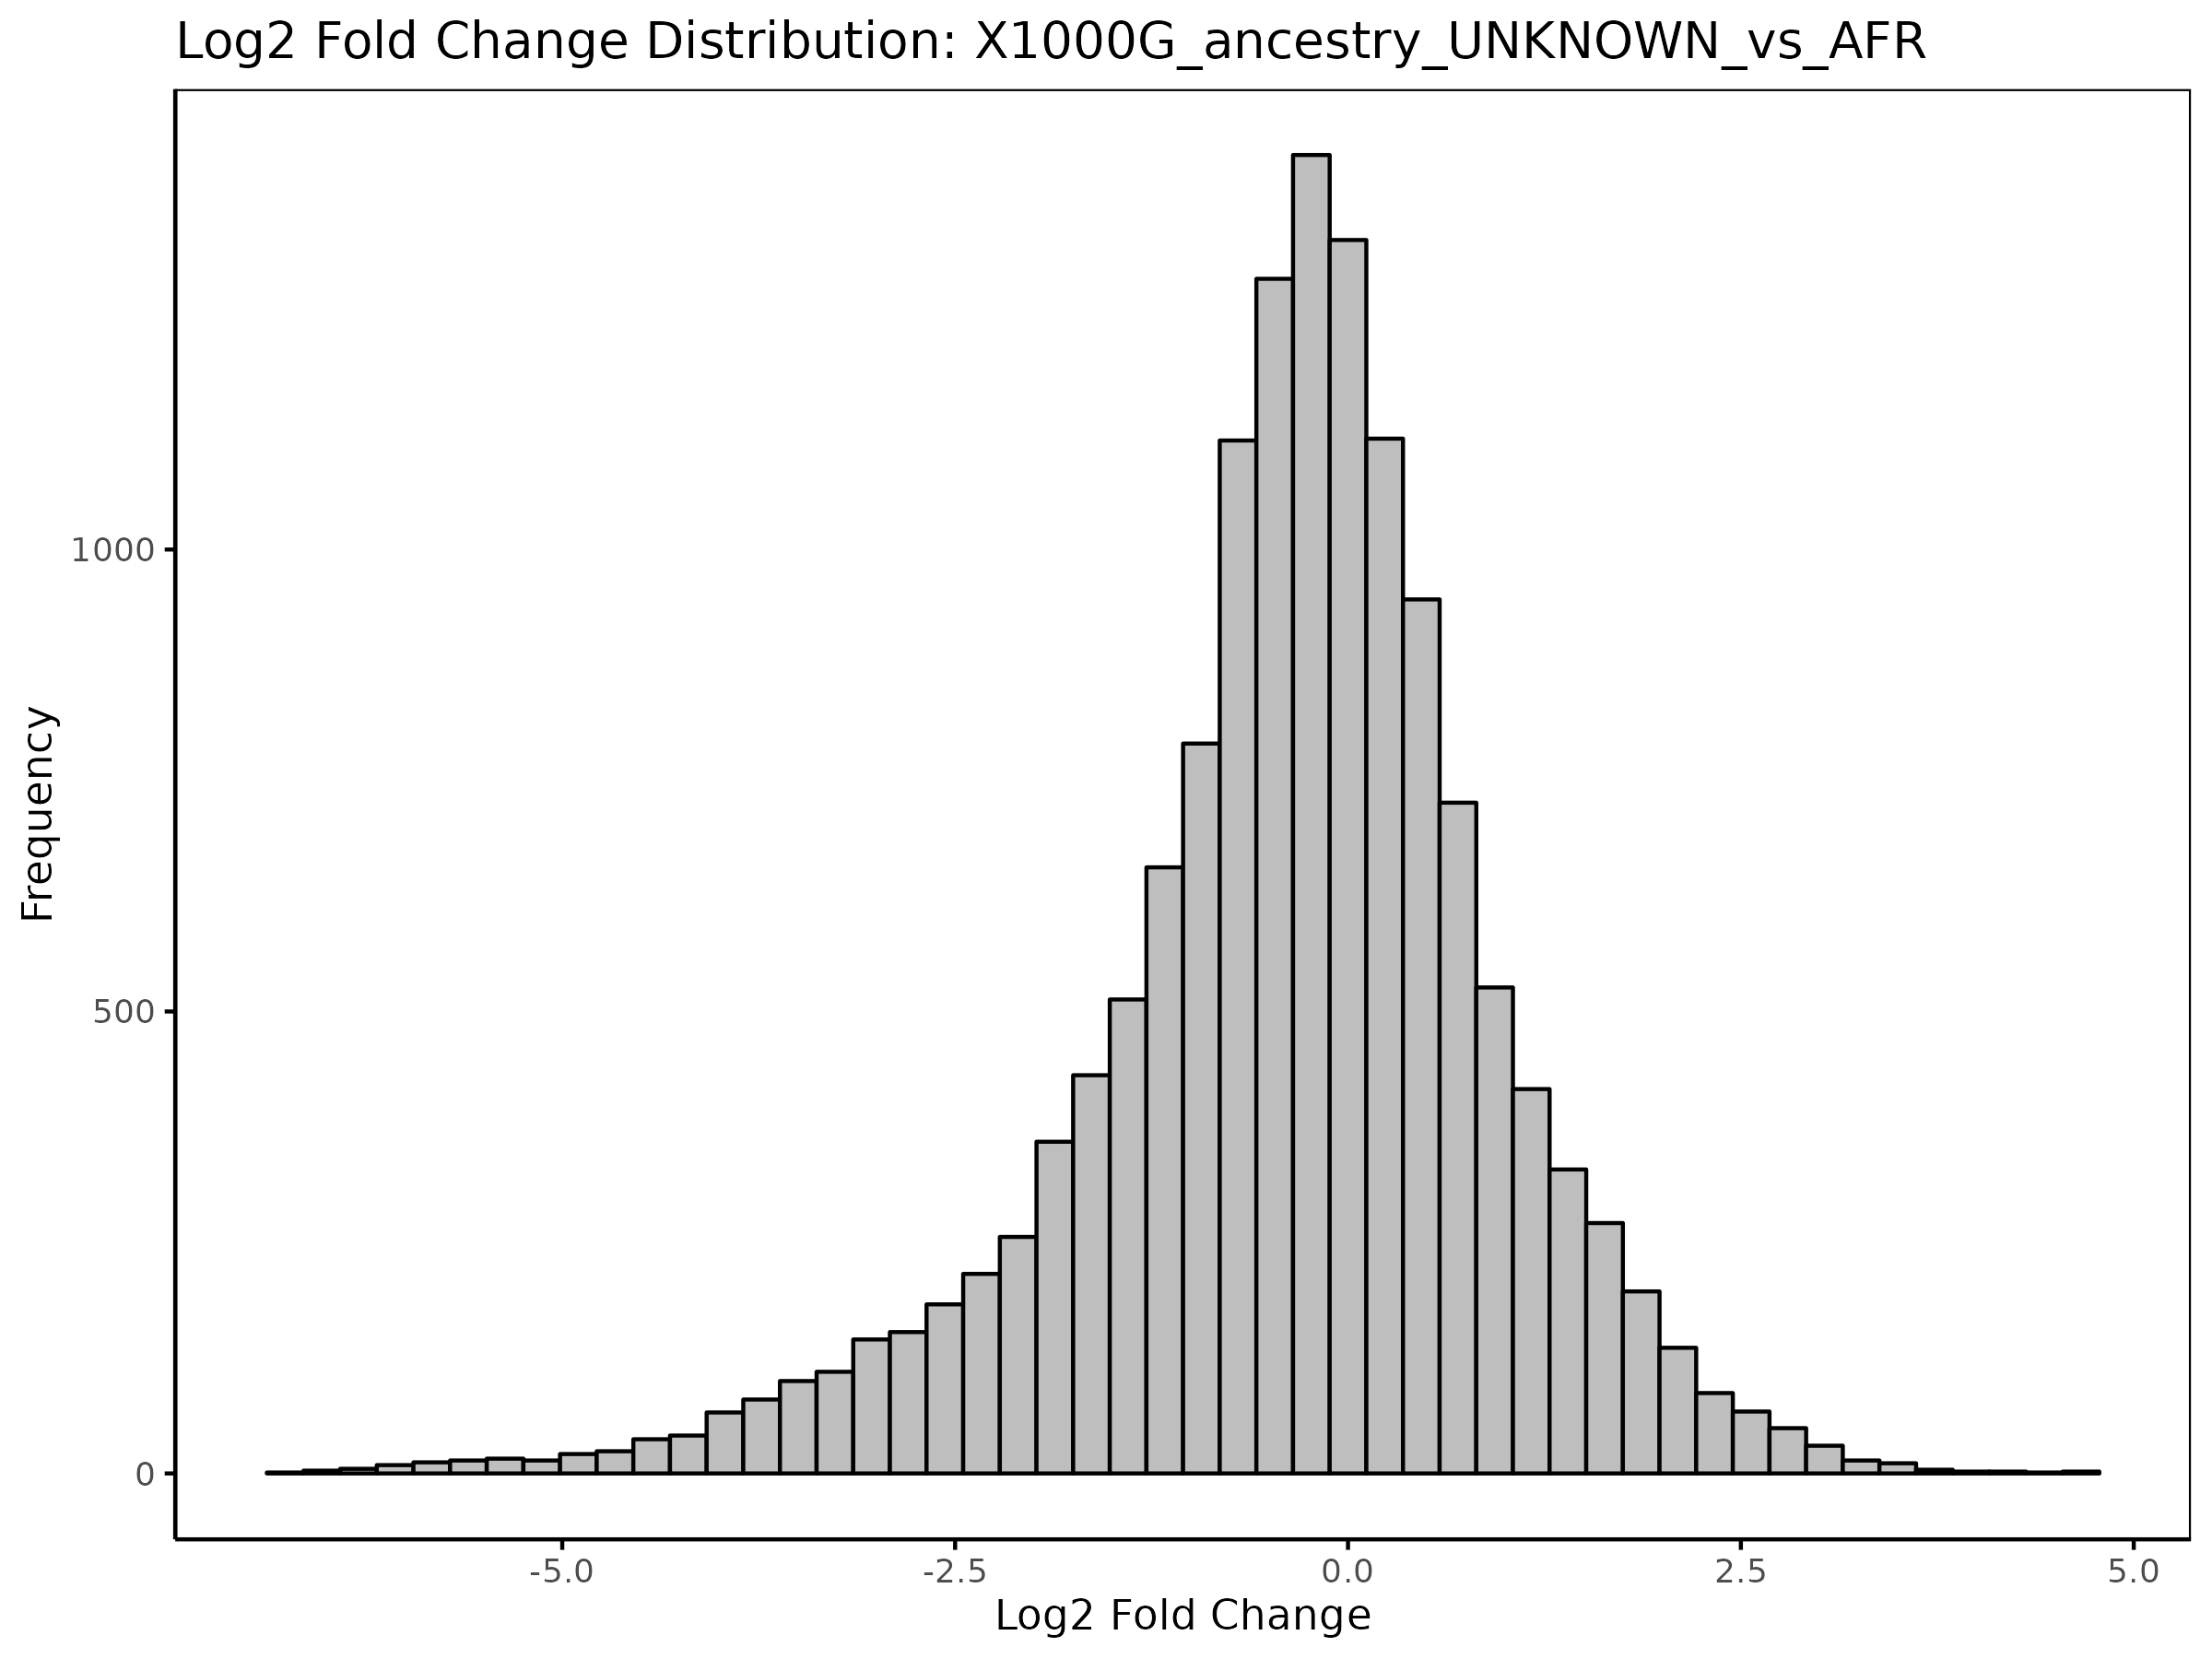 Log2 Fold Change Distribution: X1000G_ancestry_UNKNOWN_vs_AFR
Frequency
1000
500
0
-5.0 -2.5 0.0 2.5 5.0
Log2 Fold Change